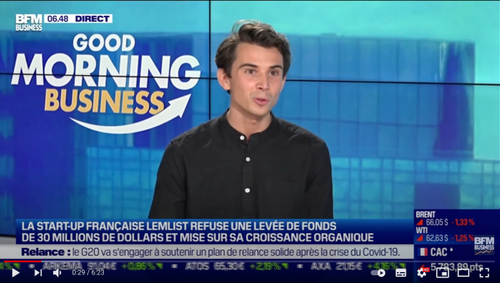 BFM 06.48 DIRECT
BUSINESS
GOOD
MORNING
BUSINESS
LA START-UP FRANÇAISE LEMLIST REFUSE UNE LEVÉE DE FONDS
DE 30 MILLIONS DE DOLLARS ET MISE SUR SA CROISSANCE ORGANIQUE
BRENT
66,05 $ -1,33 %
WTI
62,63 $ -1,25 %
CAC *
Relance : le G20 va s'engager à soutenir un plan de relance solide après la crise du Covid-19.
0:29 / 6:23
ATOS